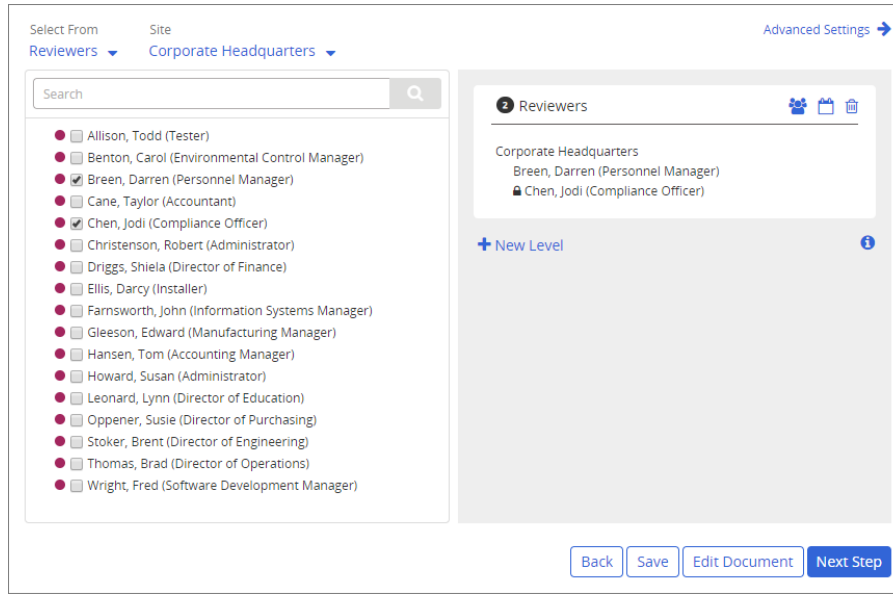 Select From Site Advanced Settings
Reviewers Corporate Headquarters
Search
Allison, Todd (Tester)
Benton, Carol (Environmental Control Manager)
Breen, Darren (Personnel Manager)
Cane, Taylor (Accountant)
Chen, Jodi (Compliance Officer)
Christenson, Robert (Administrator)
Driggs, Shiela (Director of Finance)
Ellis, Darcy (Installer)
Farnsworth, John (Information Systems Manager)
Gleeson, Edward (Manufacturing Manager)
Hansen, Tom (Accounting Manager)
Howard, Susan (Administrator)
Leonard, Lynn (Director of Education)
Oppener, Susie (Director of Purchasing)
Stoker, Brent (Director of Engineering)
Thomas, Brad (Director of Operations)
Wright, Fred (Software Development Manager)
2 Reviewers
Corporate Headquarters
Breen, Darren (Personnel Manager)
Chen, Jodi (Compliance Officer)
New Level
Back Save Edit Document Next Step